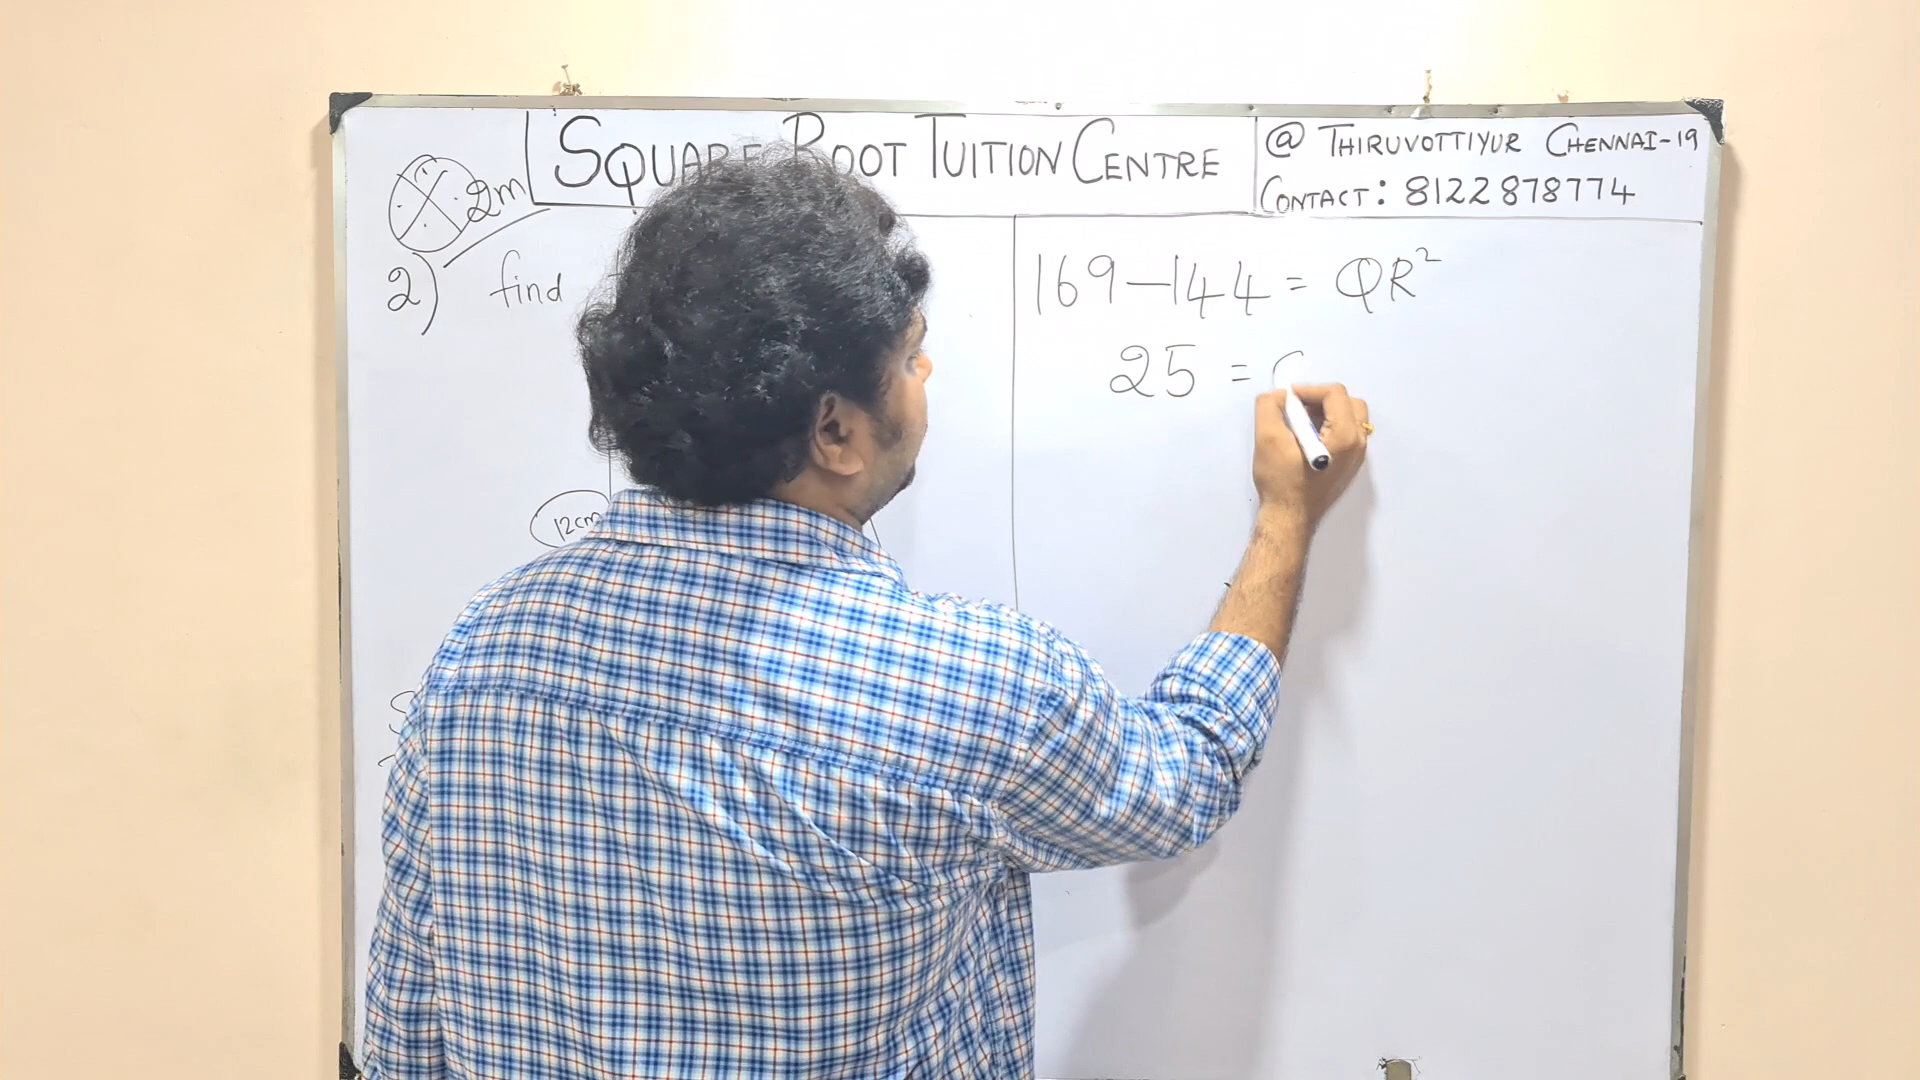 SQUARE ROOT TUITION CENTRE
@ THIRUVOTTIYUR CHENNAI-19
CONTACT: 8122878774
2m
2) find
12cm
169-144 = QR²
25 =